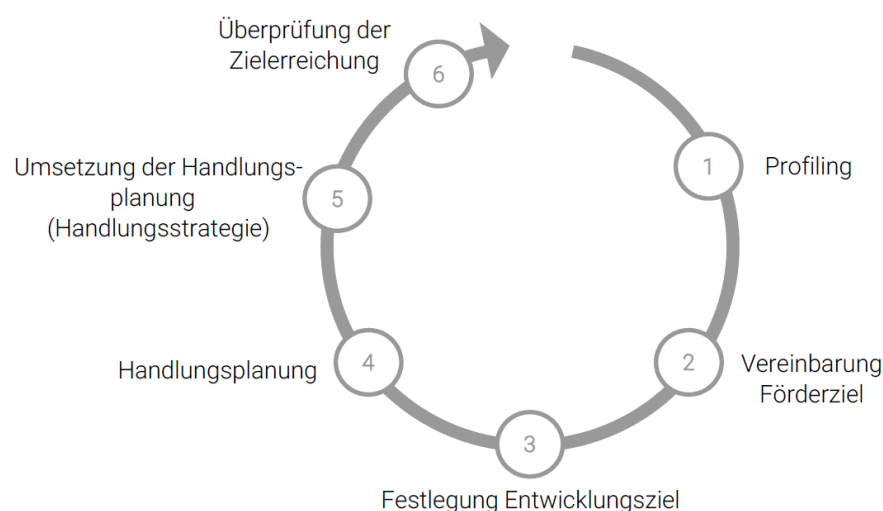 1
Profiling
2
Vereinbarung
Förderziel
3
Festlegung Entwicklungsziel
4
Handlungsplanung
5
Umsetzung der Handlungs-
planung
(Handlungsstrategie)
6
Überprüfung der
Zielerreichung